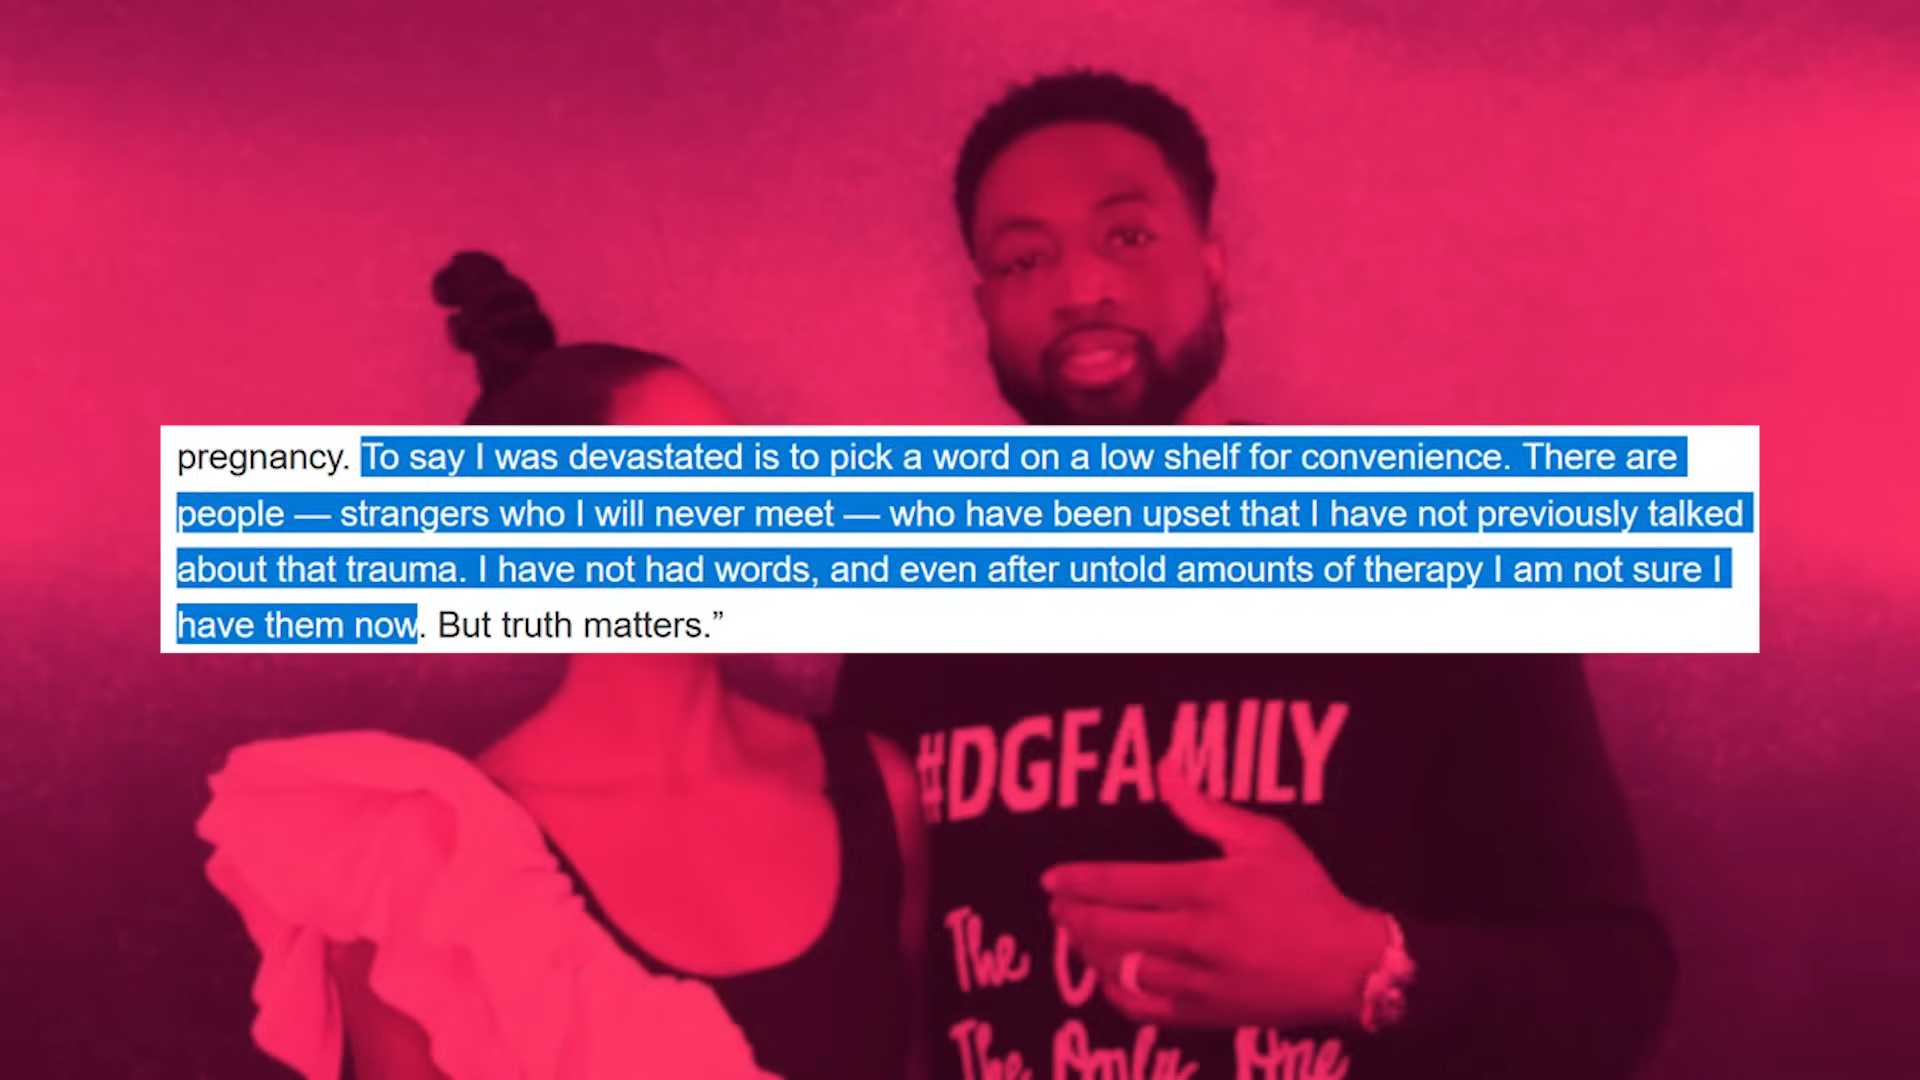 pregnancy. To say I was devastated is to pick a word on a low shelf for convenience. There are
people — strangers who I will never meet — who have been upset that I have not previously talked
about that trauma. I have not had words, and even after untold amounts of therapy I am not sure I
have them now. But truth matters.”
#DGFAMILY
The
The Only One